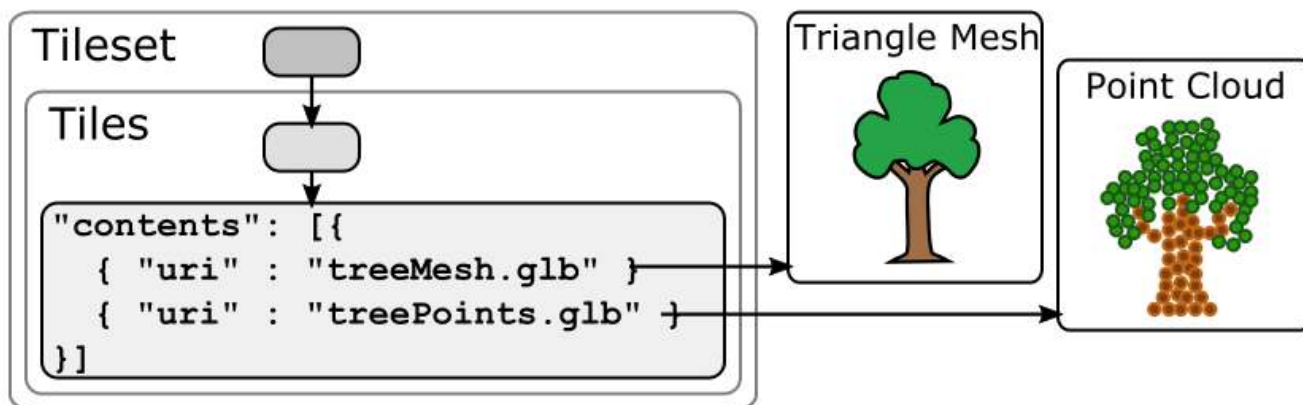 Tileset
Tiles
"contents": [{
{ "uri" : "treeMesh.glb" }
{ "uri" : "treePoints.glb" }
}]
Triangle Mesh
Point Cloud